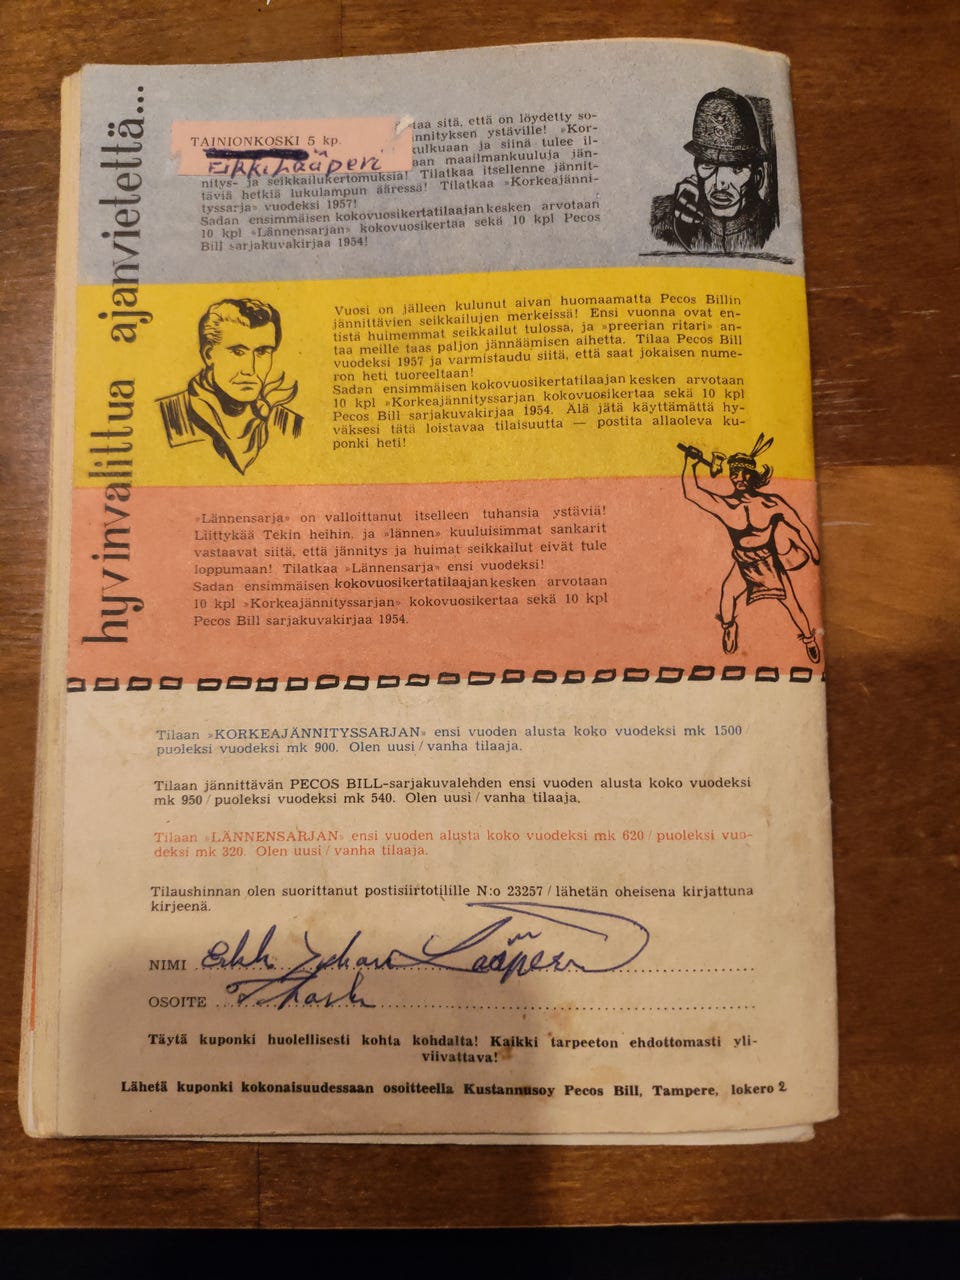 hyvinvalittua ajanvietettä...
TAINIONKOSKI 5 kp.
Erkki Lääperi
taa sitä, että on löydetty so-
nnityksen ystäville! »Kor-
ulkuaan ja siinä tulee il-
aan maailmankuuluja jän-
nitys- ja seikkailukertomuksia! Tilatkaa itsellenne jännit-
täviä hetkiä lukulampun ääressä! Tilatkaa »Korkeajänni-
tyssarja» vuodeksi 1957!
Sadan ensimmäisen kokovuosikertatilaajan kesken arvotaan
10 kpl »Lännensarjan» kokovuosikertaa sekä 10 kpl Pecos
Bill sarjakuvakirjaa 1954!
Vuosi on jälleen kulunut aivan huomaamatta Pecos Billin
jännittävien seikkailujen merkeissä! Ensi vuonna ovat en-
tistä huimemmat seikkailut tulossa, ja »preerian ritari» an-
taa meille taas paljon jännäämisen aihetta. Tilaa Pecos Bill
vuodeksi 1957 ja varmistaudu siitä, että saat jokaisen nume-
ron heti tuoreeltaan!
Sadan ensimmäisen kokovuosikertatilaajan kesken arvotaan
10 kpl »Korkeajännityssarjan kokovuosikertaa sekä 10 kpl
Pecos Bill sarjakuvakirjaa 1954. Älä jätä käyttämättä hy-
väksesi tätä loistavaa tilaisuutta — postita allaoleva ku-
ponki heti!
»Lännensarja» on valloittanut itselleen tuhansia ystäviä!
Liittykää Tekin heihin, ja »lännen» kuuluisimmat sankarit
vastaavat siitä, että jännitys ja huimat seikkailut eivät tule
loppumaan! Tilatkaa »Lännensarja» ensi vuodeksi!
Sadan ensimmäisen kokovuosikertatilaajan kesken arvotaan
10 kpl »Korkeajännityssarjan» kokovuosikertaa sekä 10 kpl
Pecos Bill sarjakuvakirjaa 1954.
Tilaan »KORKEAJÄNNITYSSARJAN» ensi vuoden alusta koko vuodeksi mk 1500/
puoleksi vuodeksi mk 900. Olen uusi/vanha tilaaja.
Tilaan jännittävän PECOS BILL-sarjakuvalehden ensi vuoden alusta koko vuodeksi
mk 950/puoleksi vuodeksi mk 540. Olen uusi/vanha tilaaja.
Tilaan »LÄNNENSARJAN» ensi vuoden alusta koko vuodeksi mk 620/puoleksi vuo-
deksi mk 320. Olen uusi/vanha tilaaja.
Tilaushinnan olen suorittanut postisiirtotilille N:o 23257/lähetän oheisena kirjattuna
kirjeenä.
NIMI Erkki Juhani Lääperi
OSOITE
Täytä kuponki huolellisesti kohta kohdalta! Kaikki tarpeeton ehdottomasti yli-
viivattava!
Lähetä kuponki kokonaisuudessaan osoitteella Kustannusoy Pecos Bill, Tampere, lokero 2